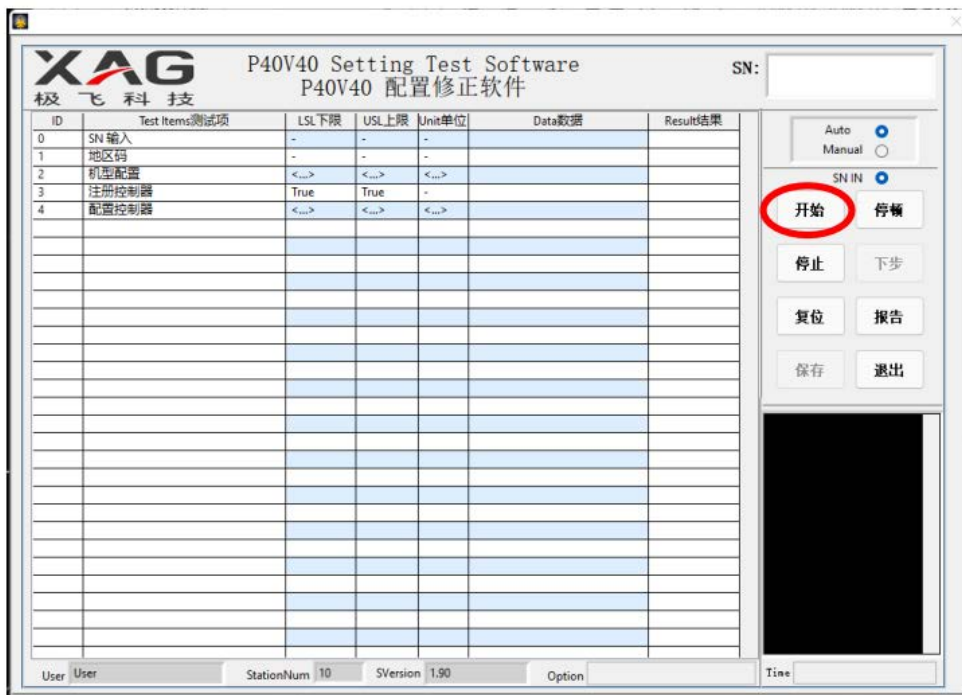 XAG
极飞科技
P40V40 Setting Test Software
P40V40 配置修正软件
SN:
ID Test Items测试项 LSL下限 USL上限 Unit单位 Data数据 Result结果
0 SN 输入 - - -
1 地区码 - - -
2 机型配置 <...> <...> <...>
3 注册控制器 True True -
4 配置控制器 <...> <...> <...>
Auto
Manual
SN IN
开始 停顿
停止 下步
复位 报告
保存 退出
User User StationNum 10 SVersion 1.90 Option Time